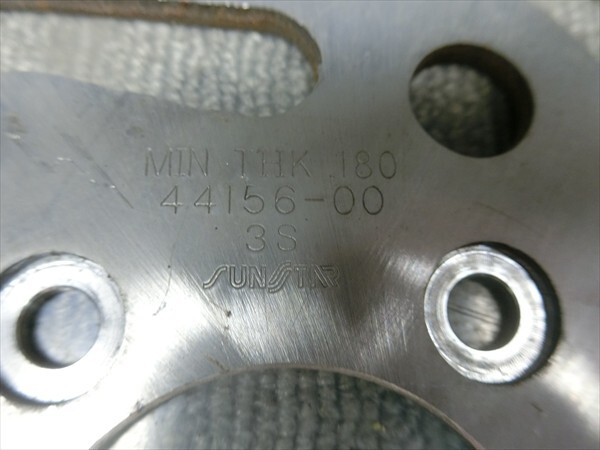 MIN THK .180
44156-00
3S
SUNSTAR